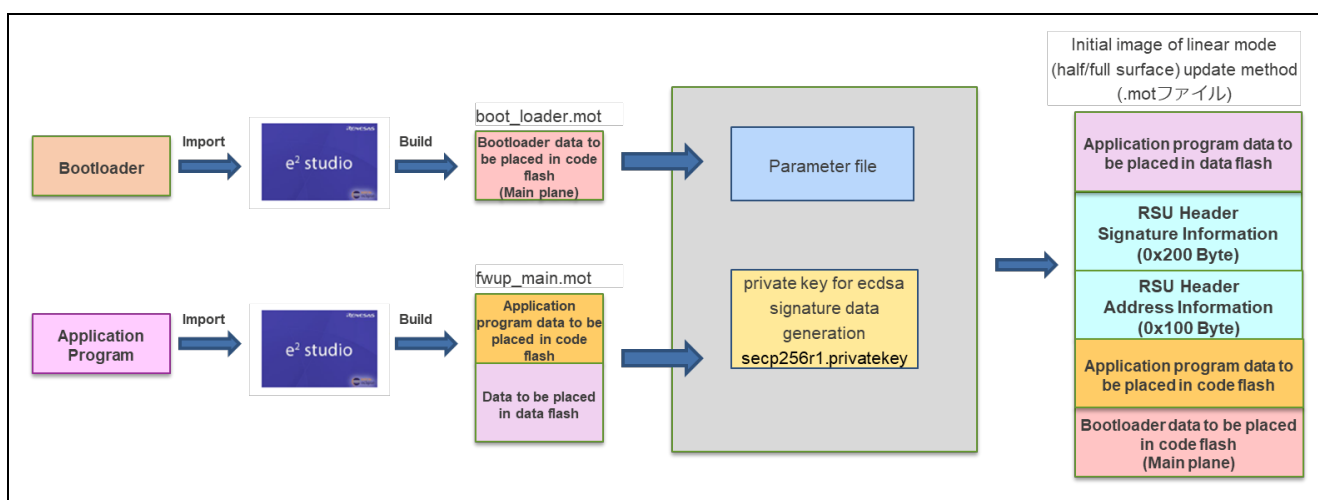 Initial image of linear mode
(half/full surface) update method
(.motファイル)
Bootloader
Import
RENESAS
e² studio
Build
boot_loader.mot
Bootloader data to
be placed in code
flash
(Main plane)
Parameter file
Application
Program
Import
RENESAS
e² studio
Build
fwup_main.mot
Application
program data to be
placed in code
flash
Data to be placed
in data flash
private key for ecdsa
signature data
generation
secp256r1.privatekey
Application program data to
be placed in data flash
RSU Header
Signature Information
(0x200 Byte)
RSU Header
Address Information
(0x100 Byte)
Application program data to
be placed in code flash
Bootloader data to be placed
in code flash
(Main plane)